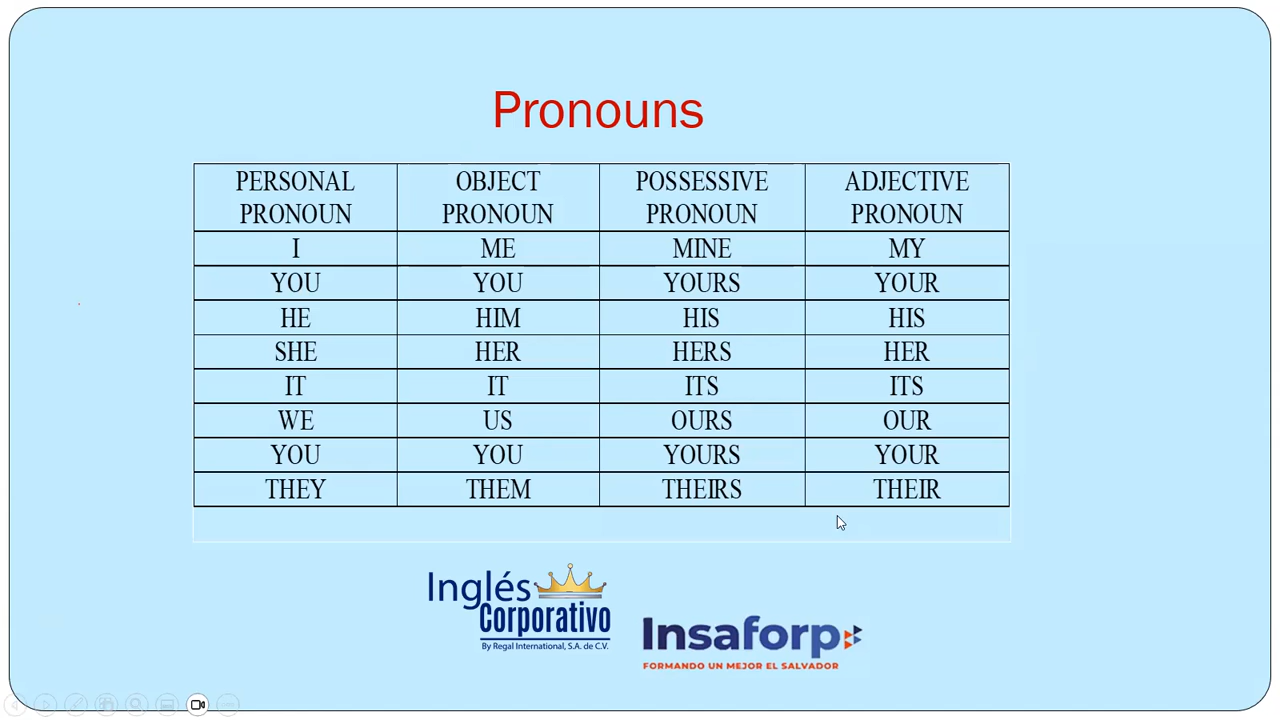 Pronouns
PERSONAL PRONOUN OBJECT PRONOUN POSSESSIVE PRONOUN ADJECTIVE PRONOUN
I ME MINE MY
YOU YOU YOURS YOUR
HE HIM HIS HIS
SHE HER HERS HER
IT IT ITS ITS
WE US OURS OUR
YOU YOU YOURS YOUR
THEY THEM THEIRS THEIR
Inglés
Corporativo
By Regal International, S.A. de C.V.
Insaforp
FORMANDO UN MEJOR EL SALVADOR